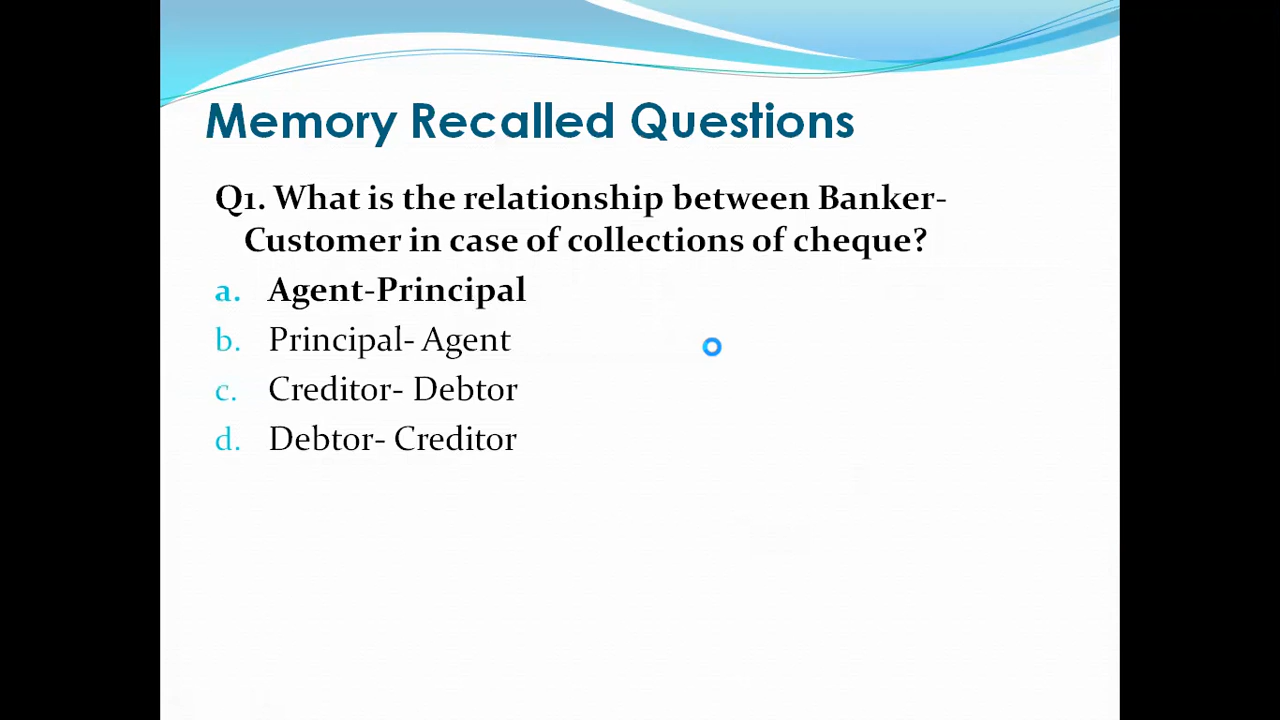 Memory Recalled Questions
Q1. What is the relationship between Banker-
Customer in case of collections of cheque?
a. Agent-Principal
b. Principal- Agent
c. Creditor- Debtor
d. Debtor- Creditor